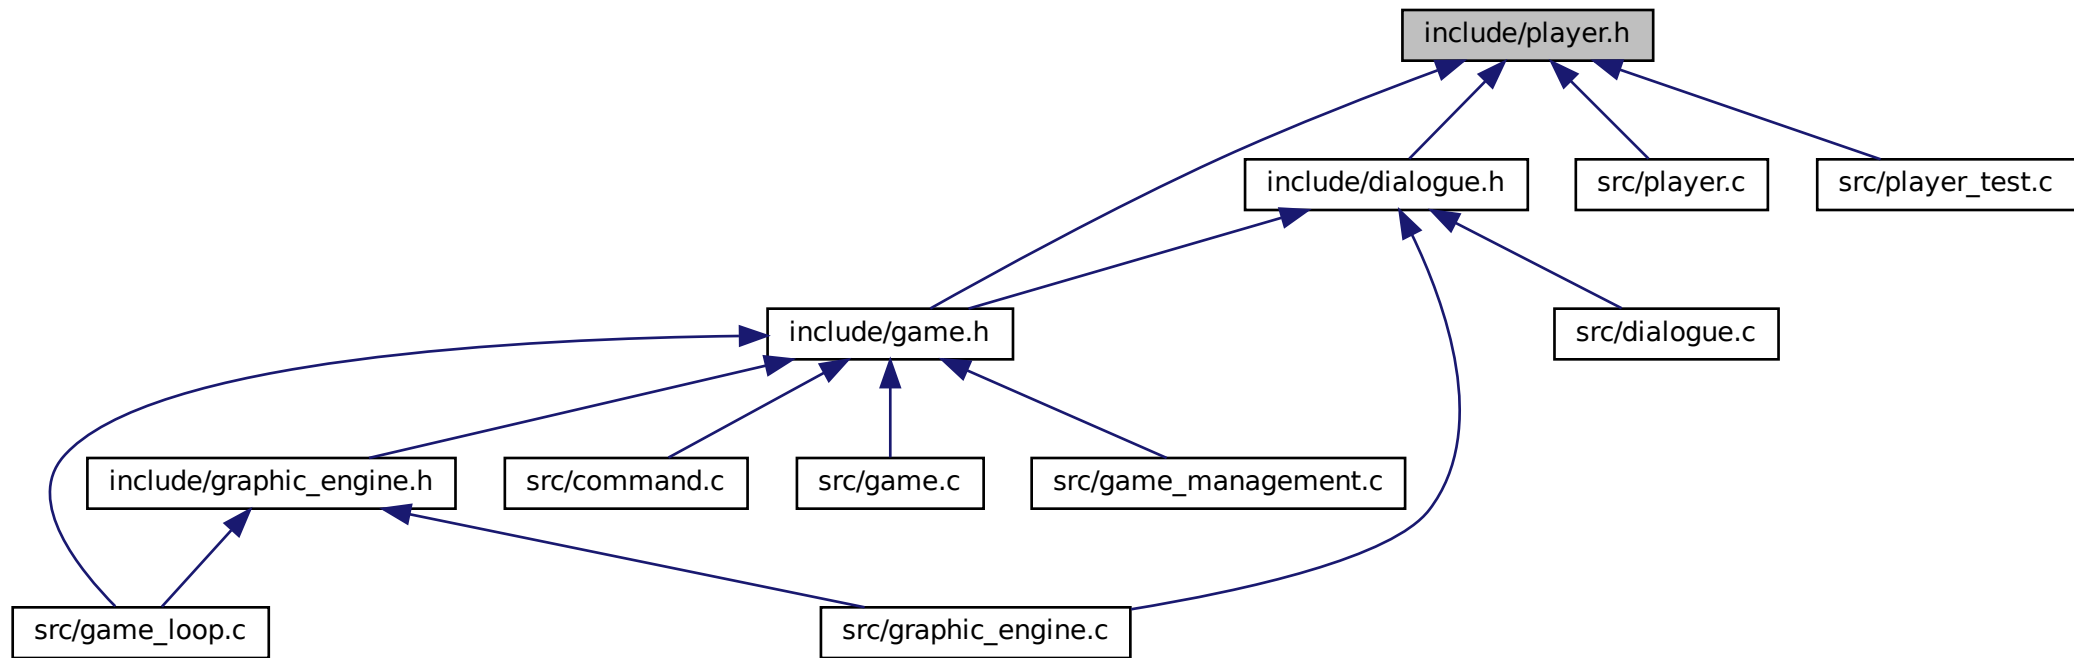 include/player.h
include/dialogue.h
src/player.c
src/player_test.c
include/game.h
src/dialogue.c
include/graphic_engine.h
src/command.c
src/game.c
src/game_management.c
src/game_loop.c
src/graphic_engine.c